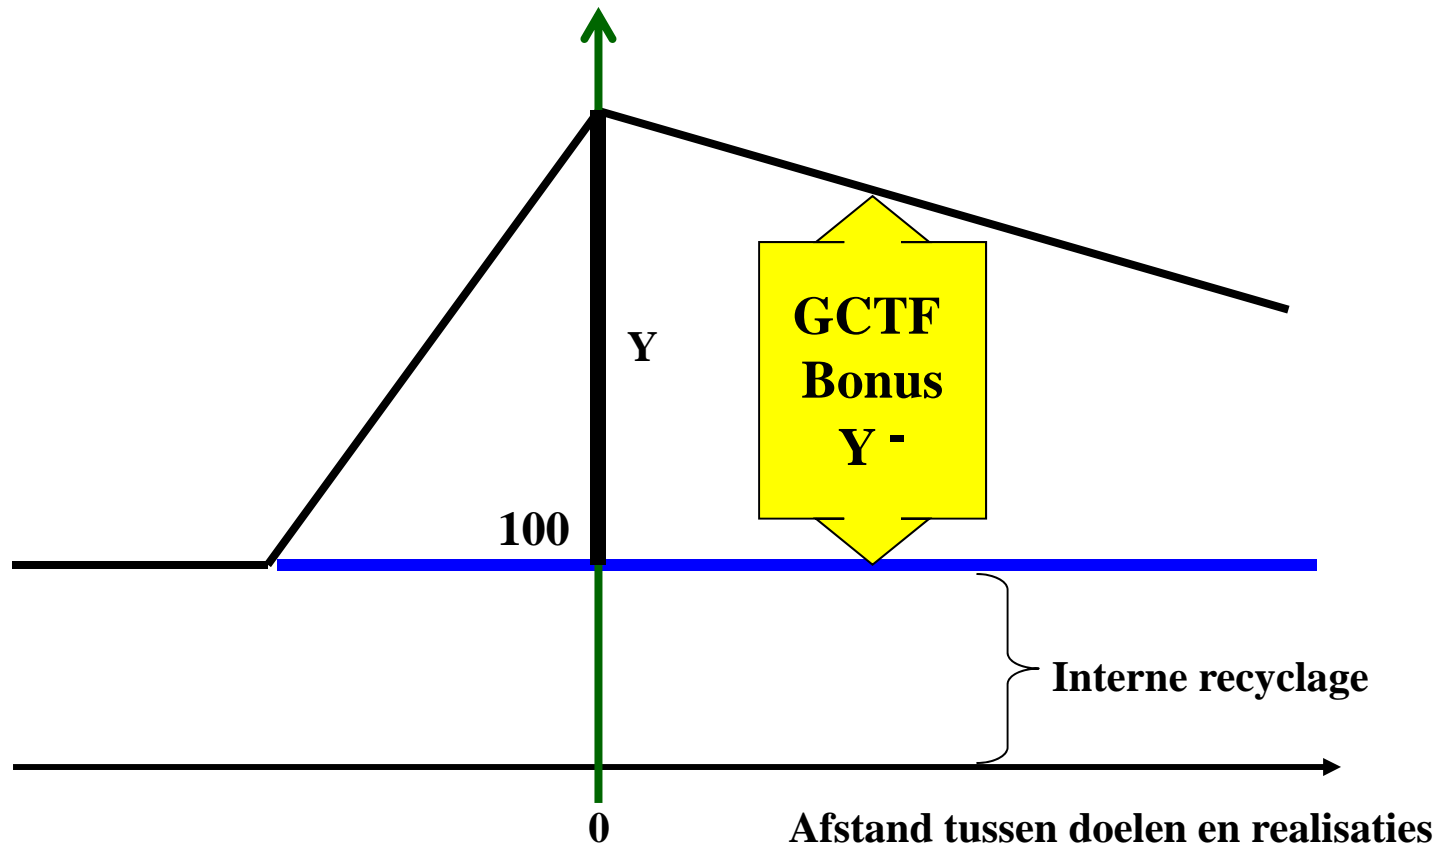 Y
GCTF
Bonus
Y -
100
Interne recyclage
0
Afstand tussen doelen en realisaties